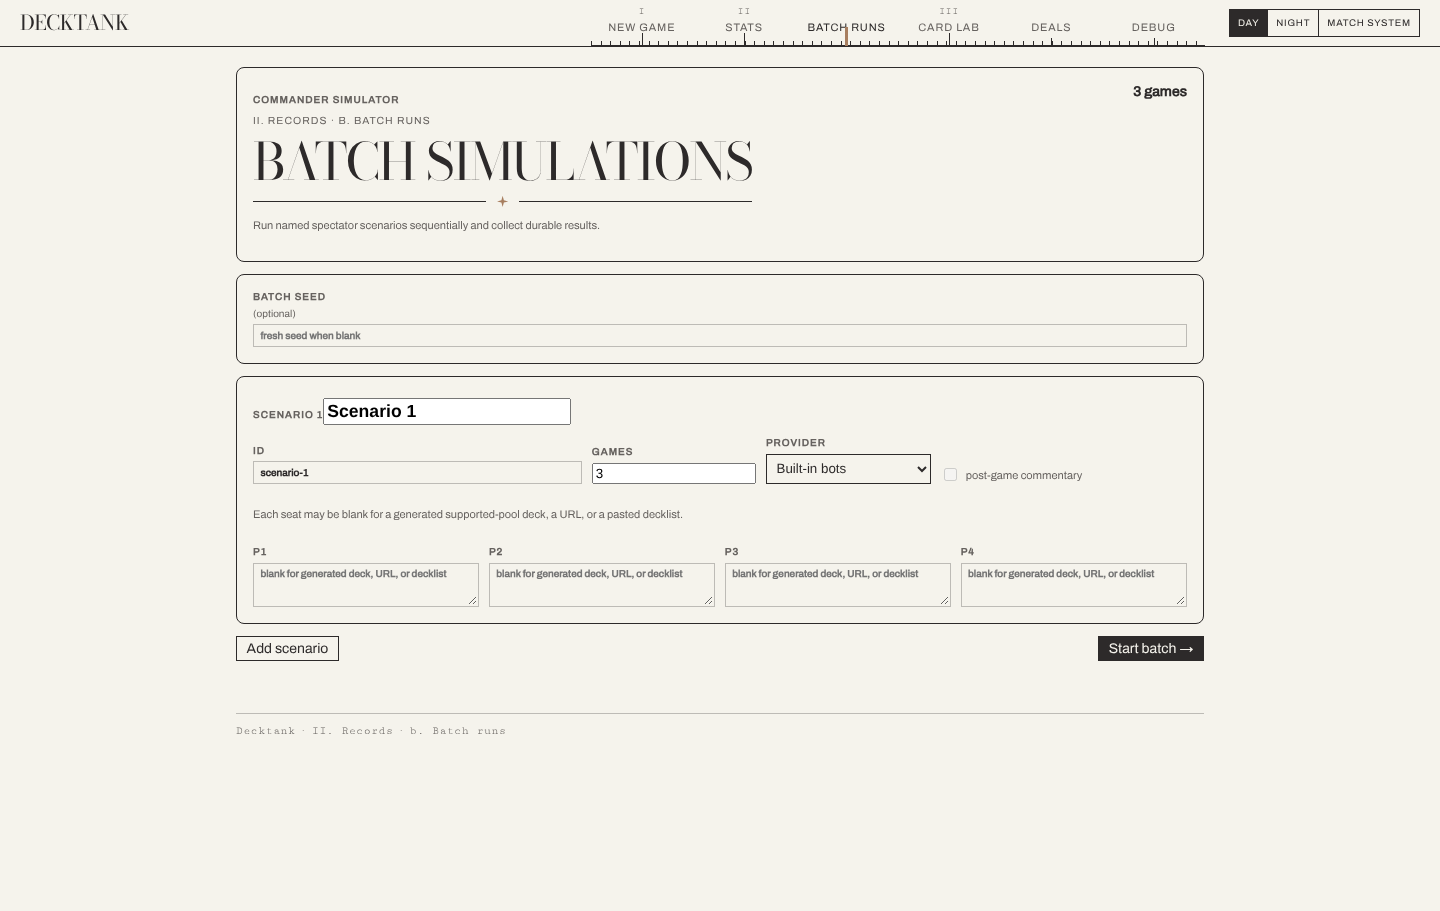 DECKTANK
I
NEW GAME
II
STATS
BATCH RUNS
III
CARD LAB
DEALS
DEBUG
DAY
NIGHT
MATCH SYSTEM
COMMANDER SIMULATOR
3 games
II. RECORDS · B. BATCH RUNS
BATCH SIMULATIONS
Run named spectator scenarios sequentially and collect durable results.
BATCH SEED
(optional)
fresh seed when blank
SCENARIO 1
Scenario 1
ID
GAMES
PROVIDER
scenario-1
3
Built-in bots
post-game commentary
Each seat may be blank for a generated supported-pool deck, a URL, or a pasted decklist.
P1
P2
P3
P4
blank for generated deck, URL, or decklist
blank for generated deck, URL, or decklist
blank for generated deck, URL, or decklist
blank for generated deck, URL, or decklist
Add scenario
Start batch →
Decktank · II. Records · b. Batch runs